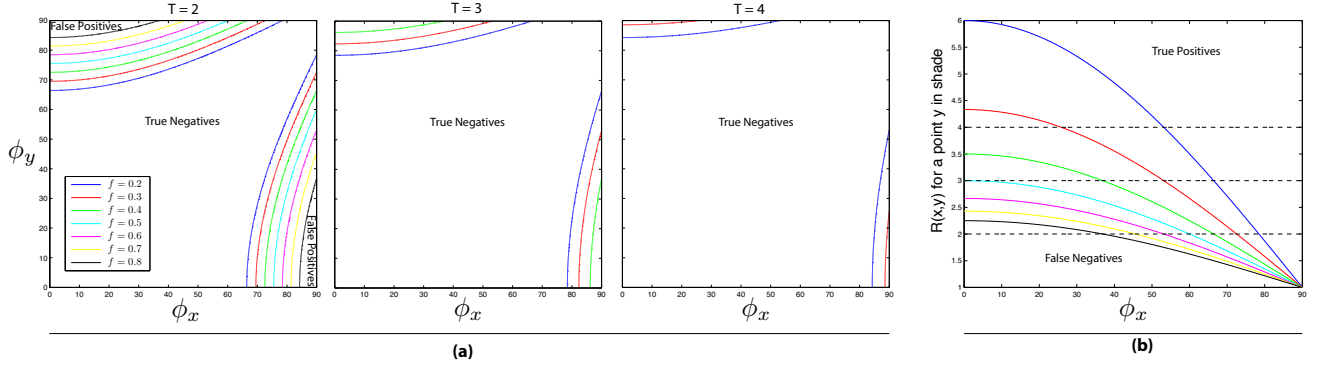 T = 2
T = 3
T = 4
False Positives
True Negatives
True Negatives
True Negatives
False Positives
ϕy
90
80
70
60
50
40
30
20
10
0
f = 0.2
f = 0.3
f = 0.4
f = 0.5
f = 0.6
f = 0.7
f = 0.8
0 10 20 30 40 50 60 70 80 90
0 10 20 30 40 50 60 70 80 90
0 10 20 30 40 50 60 70 80 90
ϕx
ϕx
ϕx
(a)
R(x,y) for a point y in shade
6
5.5
5
4.5
4
3.5
3
2.5
2
1.5
1
True Positives
False Negatives
0 10 20 30 40 50 60 70 80 90
ϕx
(b)